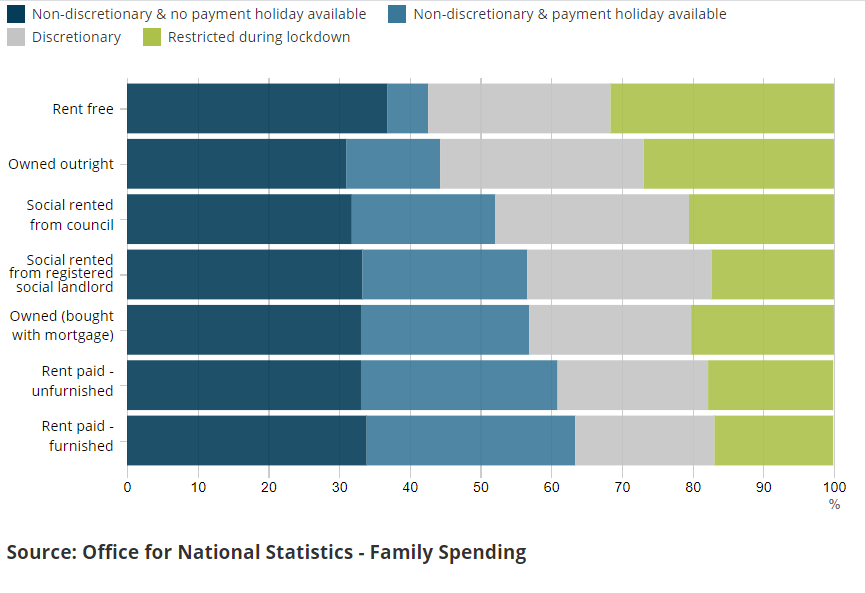 Non-discretionary & no payment holiday available
Non-discretionary & payment holiday available
Discretionary
Restricted during lockdown
Rent free
Owned outright
Social rented
from council
Social rented
from registered
social landlord
Owned (bought
with mortgage)
Rent paid -
unfurnished
Rent paid -
furnished
0 10 20 30 40 50 60 70 80 90 100
%
Source: Office for National Statistics - Family Spending